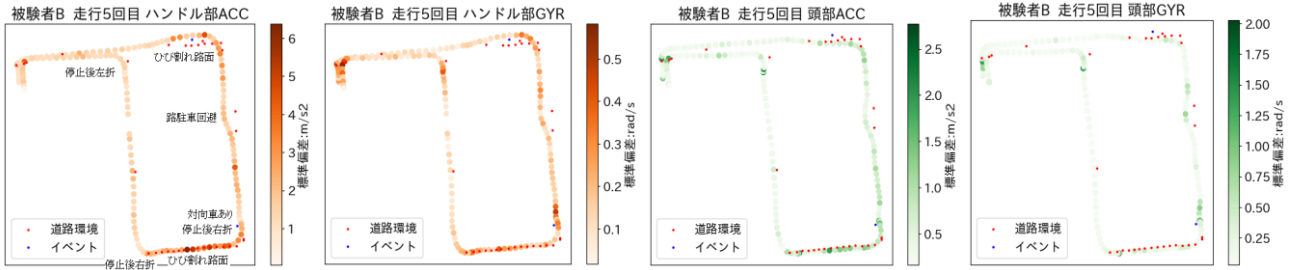 被験者B 走行5回目 ハンドル部ACC
ひび割れ路面
停止後左折
路駐車回避
対向車あり
停止後右折
道路環境
イベント
停止後右折
ひび割れ路面
6
5
4
3
2
1
標準偏差:m/s2
被験者B 走行5回目 ハンドル部GYR
道路環境
イベント
0.5
0.4
0.3
0.2
0.1
標準偏差:rad/s
被験者B 走行5回目 頭部ACC
道路環境
イベント
2.5
2.0
1.5
1.0
0.5
標準偏差:m/s2
被験者B 走行5回目 頭部GYR
道路環境
イベント
2.00
1.75
1.50
1.25
1.00
0.75
0.50
0.25
標準偏差:rad/s